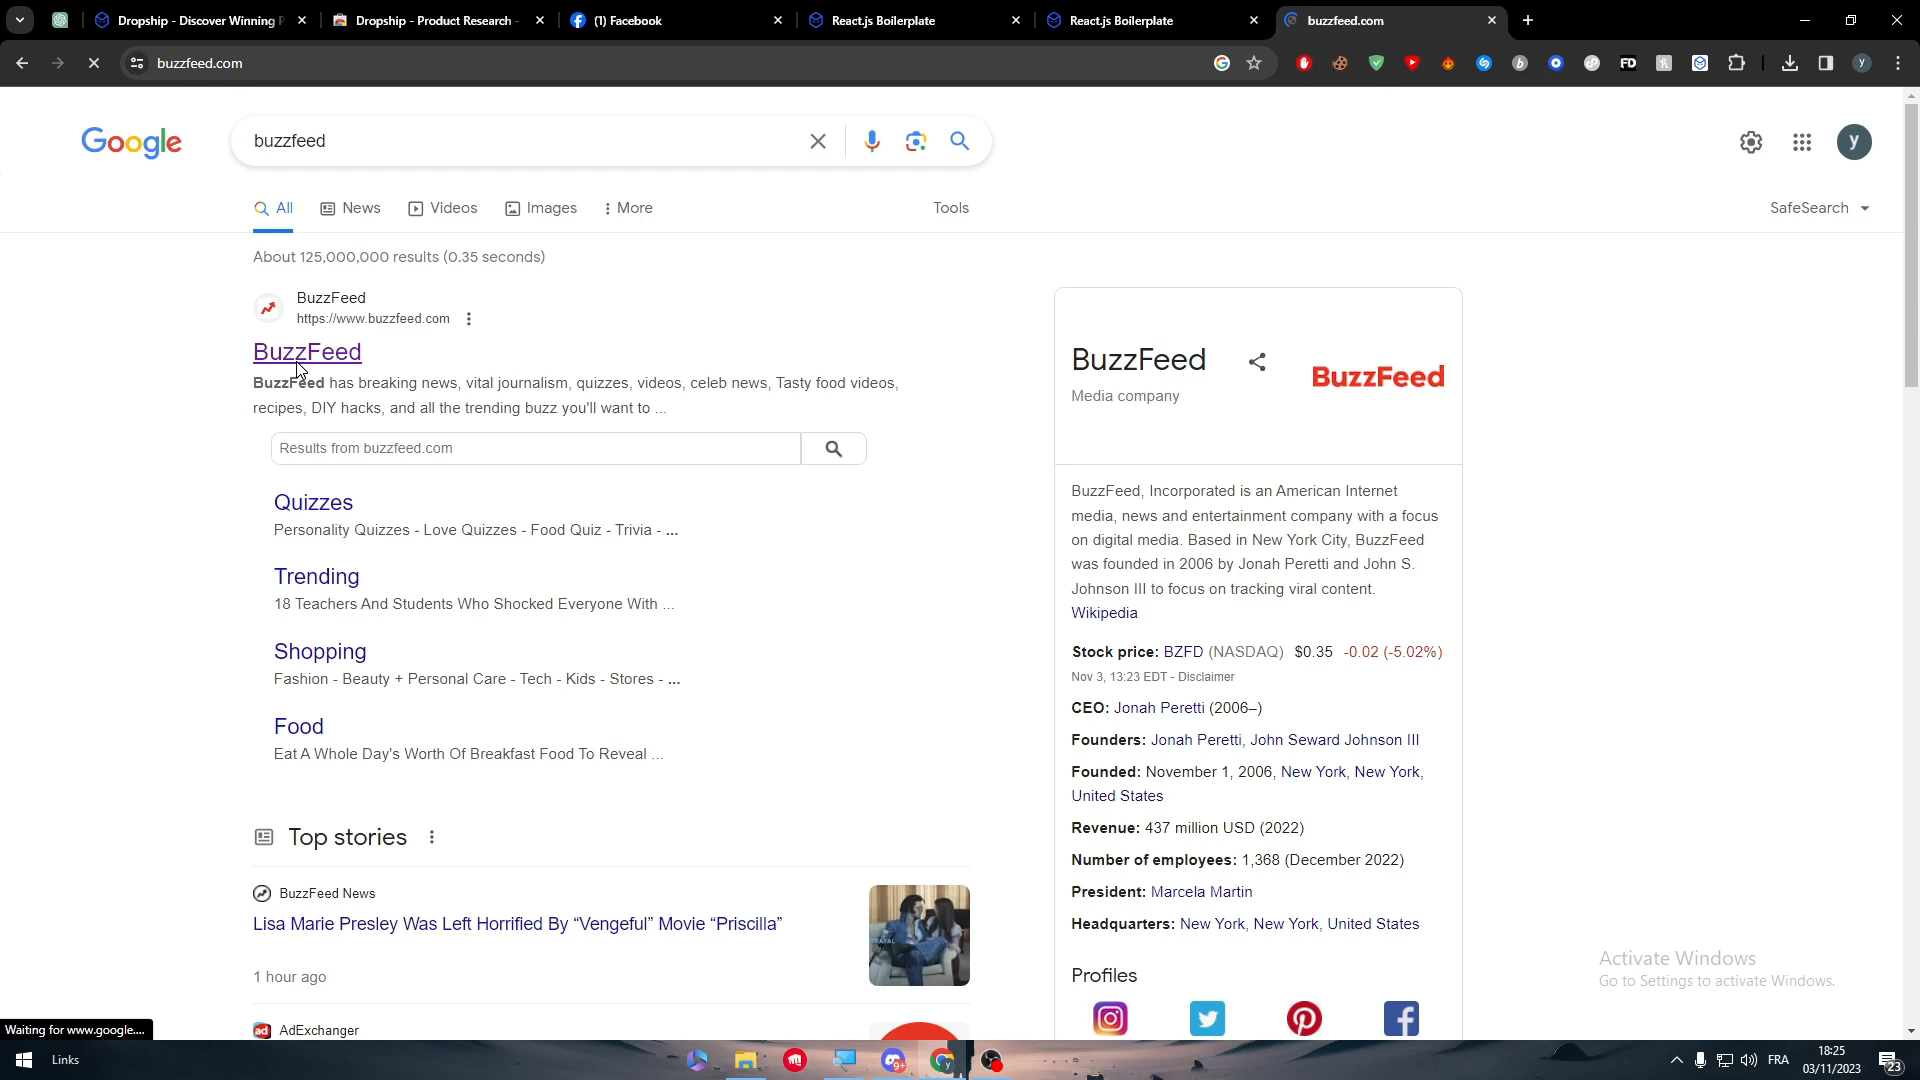 Dropship - Discover Winning P
Dropship - Product Research -
(1) Facebook
React.js Boilerplate
React.js Boilerplate
buzzfeed.com
buzzfeed.com
FD
y
Google
buzzfeed
y
All
News
Videos
Images
More
Tools
SafeSearch
About 125,000,000 results (0.35 seconds)
BuzzFeed
https://www.buzzfeed.com
BuzzFeed
BuzzFeed has breaking news, vital journalism, quizzes, videos, celeb news, Tasty food videos,
recipes, DIY hacks, and all the trending buzz you'll want to ...
Results from buzzfeed.com
Quizzes
Personality Quizzes - Love Quizzes - Food Quiz - Trivia - ...
Trending
18 Teachers And Students Who Shocked Everyone With ...
Shopping
Fashion - Beauty + Personal Care - Tech - Kids - Stores - ...
Food
Eat A Whole Day's Worth Of Breakfast Food To Reveal ...
Top stories
BuzzFeed News
Lisa Marie Presley Was Left Horrified By “Vengeful” Movie “Priscilla”
1 hour ago
ad AdExchanger
BuzzFeed
Media company
BuzzFeed
BuzzFeed, Incorporated is an American Internet
media, news and entertainment company with a focus
on digital media. Based in New York City, BuzzFeed
was founded in 2006 by Jonah Peretti and John S.
Johnson III to focus on tracking viral content.
Wikipedia
Stock price: BZFD (NASDAQ) $0.35 -0.02 (-5.02%)
Nov 3, 13:23 EDT - Disclaimer
CEO: Jonah Peretti (2006–)
Founders: Jonah Peretti, John Seward Johnson III
Founded: November 1, 2006, New York, New York,
United States
Revenue: 437 million USD (2022)
Number of employees: 1,368 (December 2022)
President: Marcela Martin
Headquarters: New York, New York, United States
Profiles
Activate Windows
Go to Settings to activate Windows.
Waiting for www.google....
Links
9+
FRA
18:25
03/11/2023
23